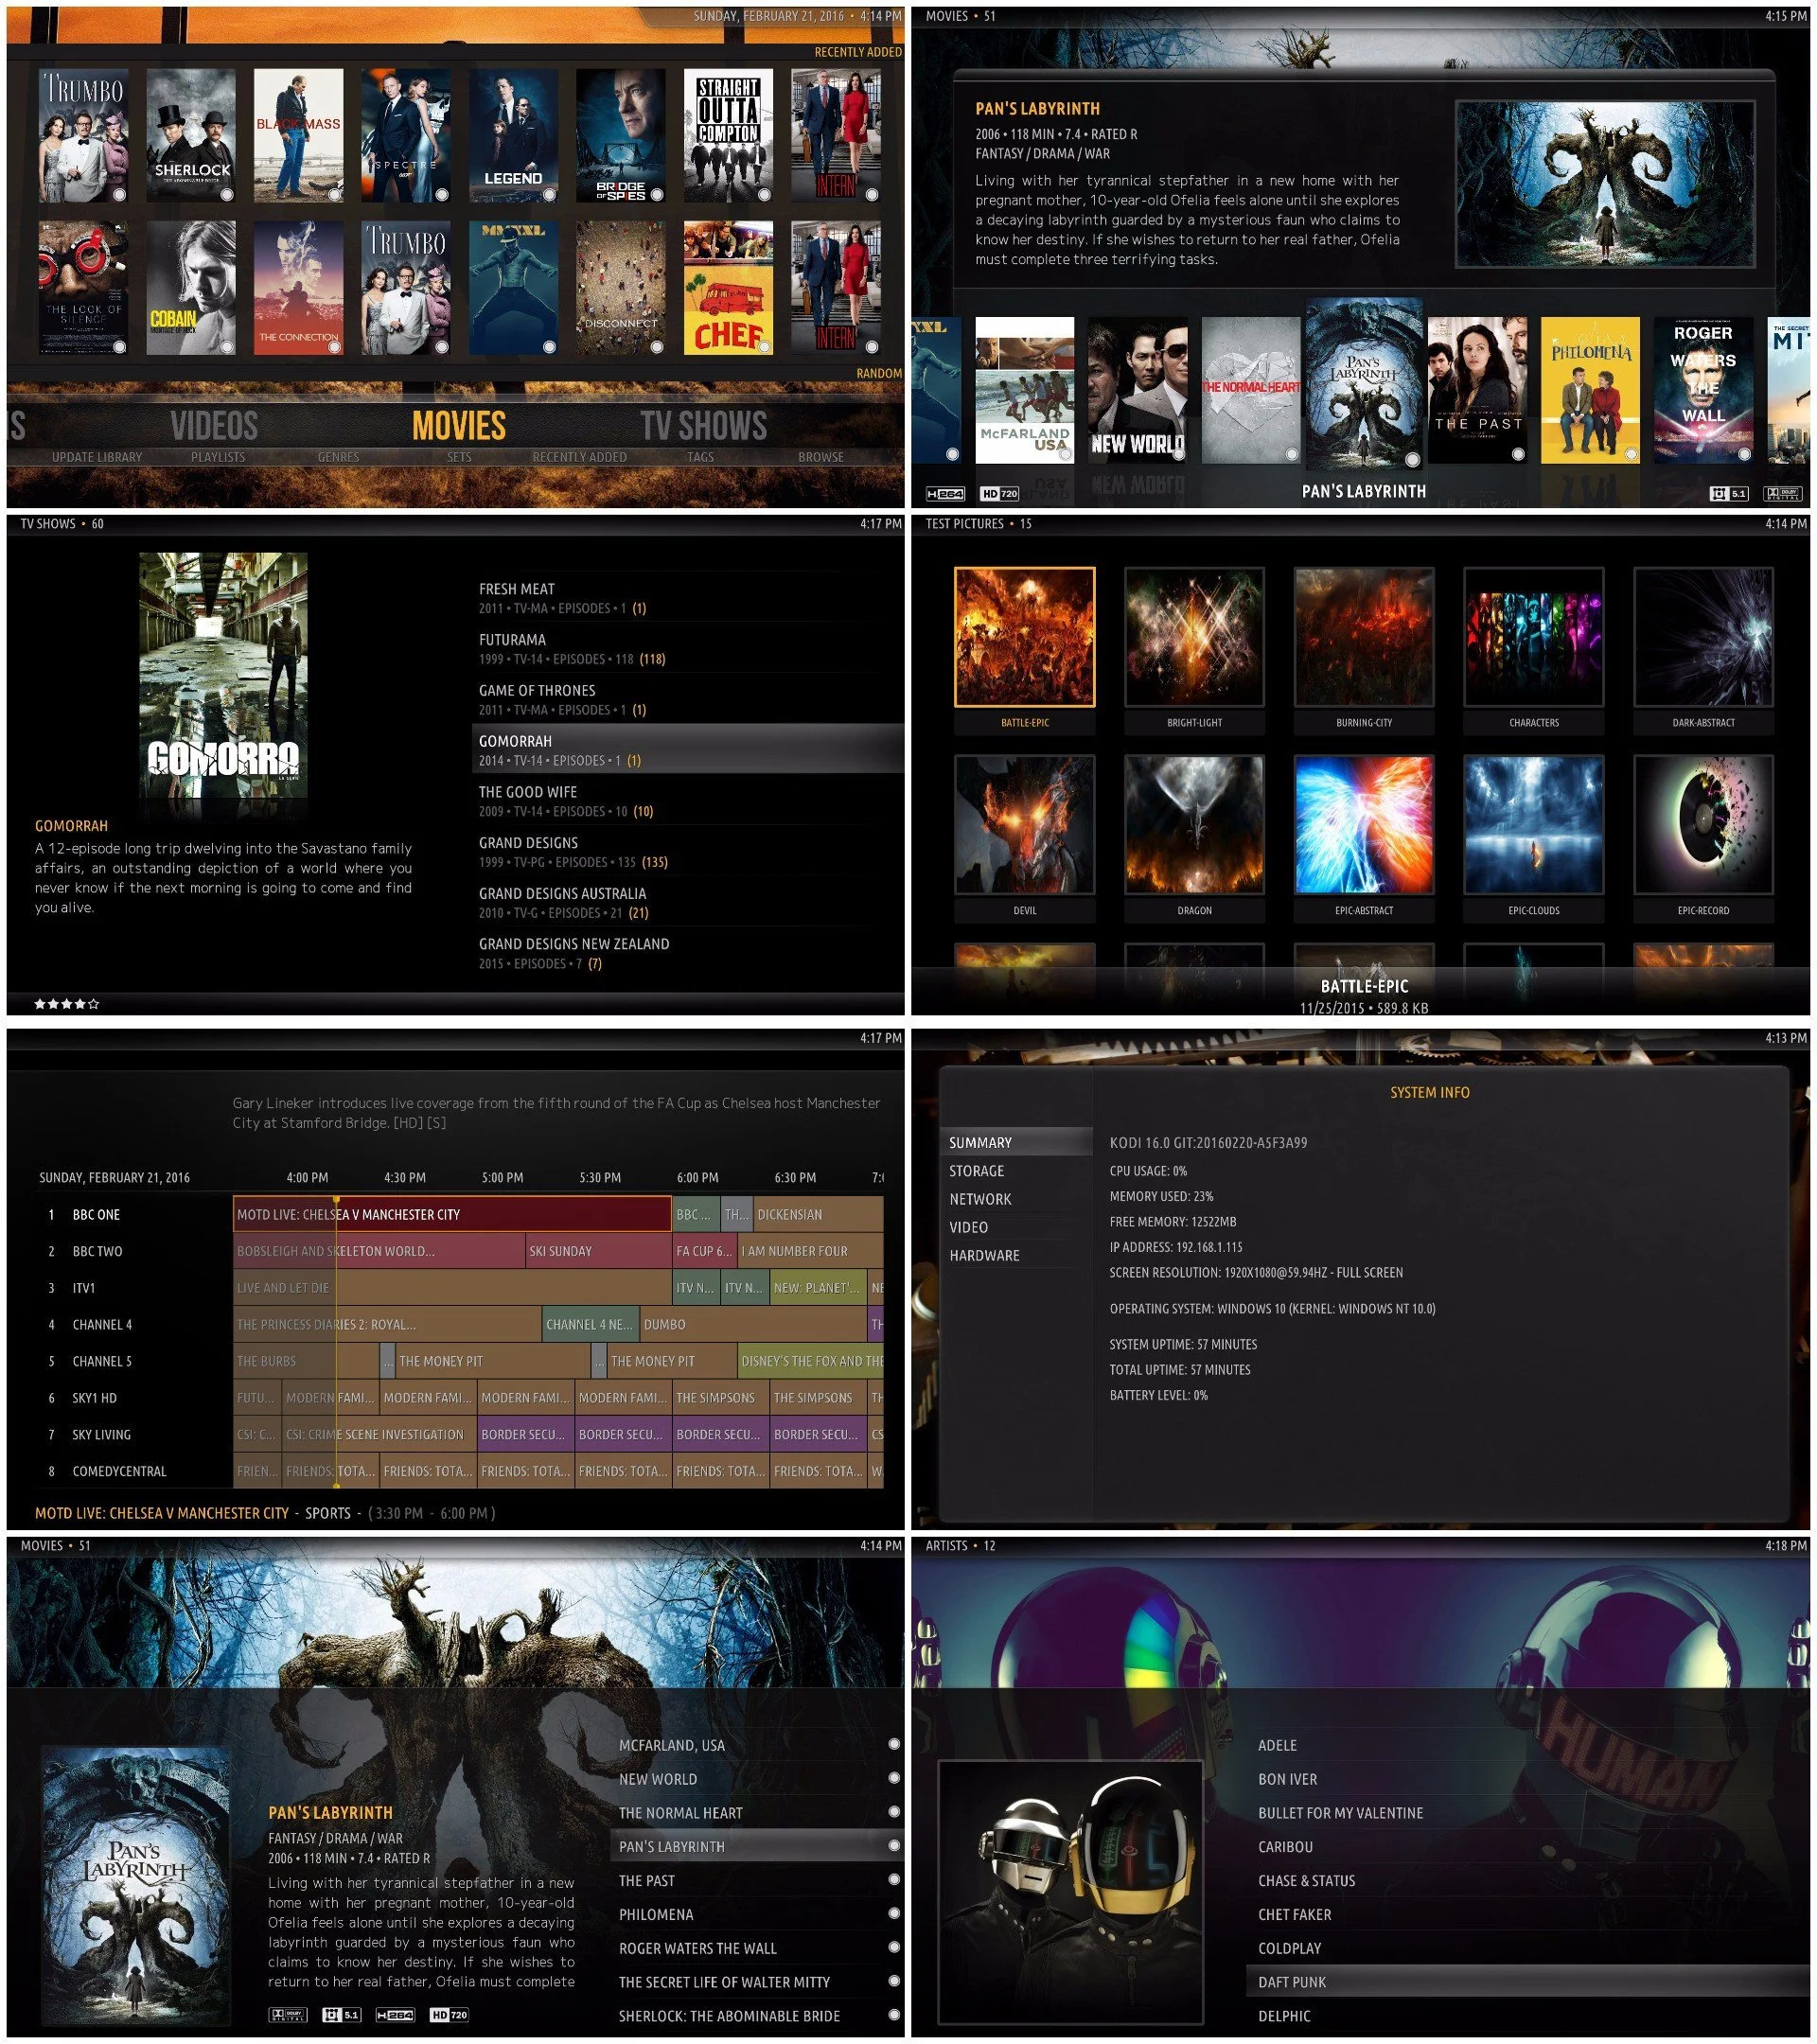 SUNDAY, FEBRUARY 21, 2016 • 4:14 PM
RECENTLY ADDED
TRUMBO
SHERLOCK
BLACK MASS
SPECTRE
007
LEGEND
BRIDGE
OF SPIES
STRAIGHT
OUTTA
COMPTON
INTERN
THE LOOK OF
SILENCE
COBAIN
MONTAGE OF HECK
THE CONNECTION
TRUMBO
MMXXL
DISCONNECT
CHEF
INTERN
RANDOM
VIDEOS
MOVIES
TV SHOWS
UPDATE LIBRARY
PLAYLISTS
GENRES
SETS
RECENTLY ADDED
TAGS
BROWSE
MOVIES • 51
4:15 PM
PAN'S LABYRINTH
2006 • 118 MIN • 7.4 • RATED R
FANTASY / DRAMA / WAR
Living with her tyrannical stepfather in a new home with her
pregnant mother, 10-year-old Ofelia feels alone until she explores
a decaying labyrinth guarded by a mysterious faun who claims to
know her destiny. If she wishes to return to her real father, Ofelia
must complete three terrifying tasks.
XXL
McFARLAND
USA
NEW WORLD
THE NORMAL HEART
PAN'S
LABYRINTH
THE PAST
PHILOMENA
ROGER
WATERS
THE
WALL
THE SECRET
MIT
H.264
HD 720
PAN'S LABYRINTH
5.1
DOLBY
DIGITAL
TV SHOWS • 60
4:17 PM
GOMORRA
LA SERIE
GOMORRAH
A 12-episode long trip dwelving into the Savastano family
affairs, an outstanding depiction of a world where you
never know if the next morning is going to come and find
you alive.
FRESH MEAT
2011 • TV-MA • EPISODES • 1 (1)
FUTURAMA
1999 • TV-14 • EPISODES • 118 (118)
GAME OF THRONES
2011 • TV-MA • EPISODES • 1 (1)
GOMORRAH
2014 • TV-14 • EPISODES • 1 (1)
THE GOOD WIFE
2009 • TV-14 • EPISODES • 10 (10)
GRAND DESIGNS
1999 • TV-PG • EPISODES • 135 (135)
GRAND DESIGNS AUSTRALIA
2010 • TV-G • EPISODES • 21 (21)
GRAND DESIGNS NEW ZEALAND
2015 • EPISODES • 7 (7)
TEST PICTURES • 15
4:14 PM
BATTLE-EPIC
BRIGHT-LIGHT
BURNING-CITY
CHARACTERS
DARK-ABSTRACT
DEVIL
DRAGON
EPIC-ABSTRACT
EPIC-CLOUDS
EPIC-RECORD
BATTLE-EPIC
11/25/2015 • 589.8 KB
4:17 PM
Gary Lineker introduces live coverage from the fifth round of the FA Cup as Chelsea host Manchester
City at Stamford Bridge. [HD] [S]
SUNDAY, FEBRUARY 21, 2016 4:00 PM 4:30 PM 5:00 PM 5:30 PM 6:00 PM 6:30 PM 7:0
1 BBC ONE MOTD LIVE: CHELSEA V MANCHESTER CITY BBC ... TH... DICKENSIAN
2 BBC TWO BOBSLEIGH AND SKELETON WORLD... SKI SUNDAY FA CUP 6... I AM NUMBER FOUR
3 ITV1 LIVE AND LET DIE ITV N... ITV N... NEW: PLANET'... NE
4 CHANNEL 4 THE PRINCESS DIARIES 2: ROYAL... CHANNEL 4 NE... DUMBO TH
5 CHANNEL 5 THE BURBS ... THE MONEY PIT ... THE MONEY PIT DISNEY'S THE FOX AND THE
6 SKY1 HD FUTU... MODERN FAMI... MODERN FAMI... MODERN FAMI... MODERN FAMI... THE SIMPSONS THE SIMPSONS TH
7 SKY LIVING CSI: C... CSI: CRIME SCENE INVESTIGATION BORDER SECU... BORDER SECU... BORDER SECU... BORDER SECU... CS
8 COMEDYCENTRAL FRIEN... FRIENDS: TOTA... FRIENDS: TOTA... FRIENDS: TOTA... FRIENDS: TOTA... FRIENDS: TOTA... FRIENDS: TOTA... W
MOTD LIVE: CHELSEA V MANCHESTER CITY - SPORTS - ( 3:30 PM - 6:00 PM )
4:13 PM
SYSTEM INFO
SUMMARY
STORAGE
NETWORK
VIDEO
HARDWARE
KODI 16.0 GIT:20160220-A5F3A99
CPU USAGE: 0%
MEMORY USED: 23%
FREE MEMORY: 12522MB
IP ADDRESS: 192.168.1.115
SCREEN RESOLUTION: 1920X1080@59.94HZ - FULL SCREEN
OPERATING SYSTEM: WINDOWS 10 (KERNEL: WINDOWS NT 10.0)
SYSTEM UPTIME: 57 MINUTES
TOTAL UPTIME: 57 MINUTES
BATTERY LEVEL: 0%
MOVIES • 51
4:14 PM
PAN'S
LABYRINTH
PAN'S LABYRINTH
FANTASY / DRAMA / WAR
2006 • 118 MIN • 7.4 • RATED R
Living with her tyrannical stepfather in a new
home with her pregnant mother, 10-year-old
Ofelia feels alone until she explores a decaying
labyrinth guarded by a mysterious faun who
claims to know her destiny. If she wishes to
return to her real father, Ofelia must complete
DOLBY
DIGITAL
5.1
H.264
HD 720
MCFARLAND, USA
NEW WORLD
THE NORMAL HEART
PAN'S LABYRINTH
THE PAST
PHILOMENA
ROGER WATERS THE WALL
THE SECRET LIFE OF WALTER MITTY
SHERLOCK: THE ABOMINABLE BRIDE
ARTISTS • 12
4:18 PM
HUMAN
ADELE
BON IVER
BULLET FOR MY VALENTINE
CARIBOU
CHASE & STATUS
CHET FAKER
COLDPLAY
DAFT PUNK
DELPHIC